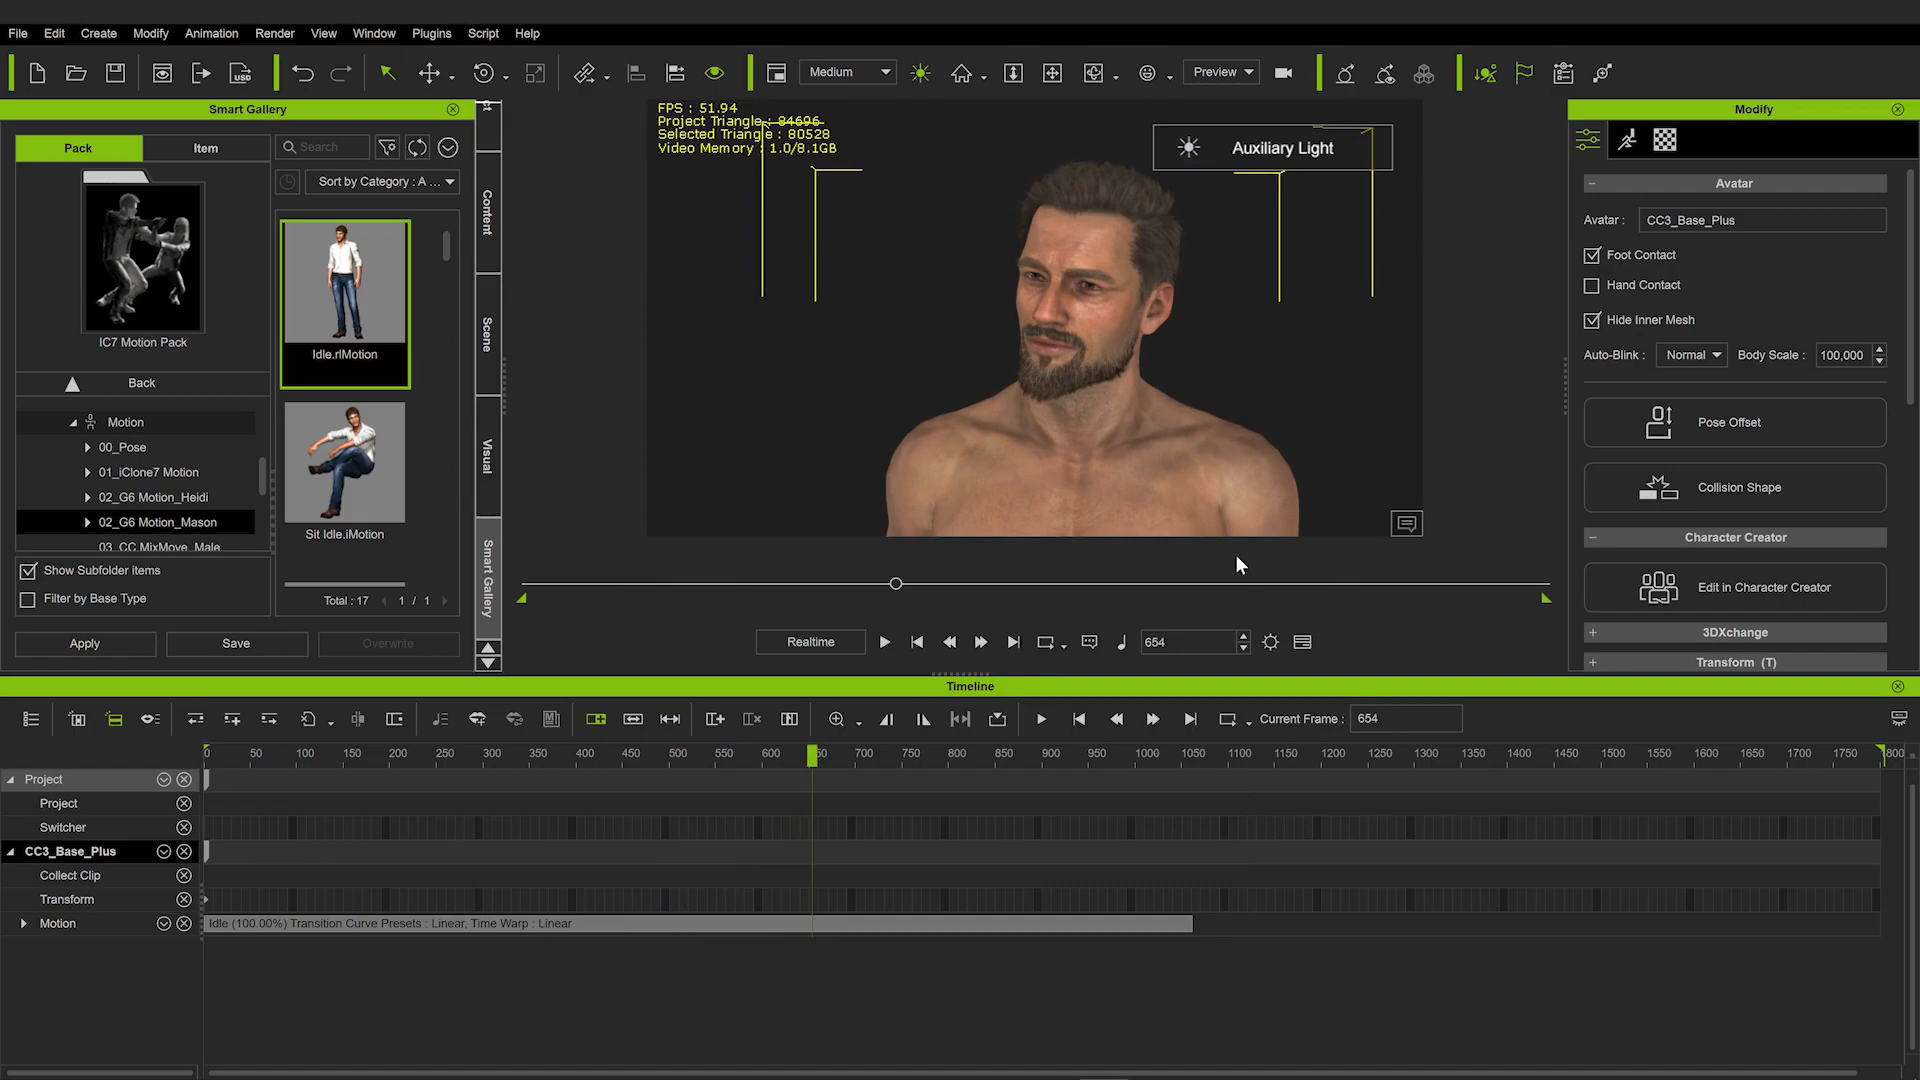 File Edit Create Modify Animation Render View Window Plugins Script Help
USD Medium Preview
Smart Gallery
Pack Item Search
Sort by Category : A ...
IC7 Motion Pack
Back
Motion
00_Pose
01_iClone7 Motion
02_G6 Motion_Heidi
02_G6 Motion_Mason
03_CC MixMove_Male
Show Subfolder items
Filter by Base Type
Idle.rlMotion
Sit Idle.iMotion
Total : 17 1 / 1
Apply Save Overwrite
Content
Scene
Visual
Smart Gallery
FPS : 51.94
Project Triangle : 84696
Selected Triangle : 80528
Video Memory : 1.0/8.1GB
Auxiliary Light
Realtime 654
Modify
Avatar
Avatar : CC3_Base_Plus
Foot Contact
Hand Contact
Hide Inner Mesh
Auto-Blink : Normal Body Scale : 100,000
Pose Offset
Collision Shape
Character Creator
Edit in Character Creator
3DXchange
Transform (T)
Timeline
Current Frame : 654
0 50 100 150 200 250 300 350 400 450 500 550 600 50 700 750 800 850 900 950 1000 1050 1100 1150 1200 1250 1300 1350 1400 1450 1500 1550 1600 1650 1700 1750 800
Project
Project
Switcher
CC3_Base_Plus
Collect Clip
Transform
Motion Idle (100.00%) Transition Curve Presets : Linear, Time Warp : Linear